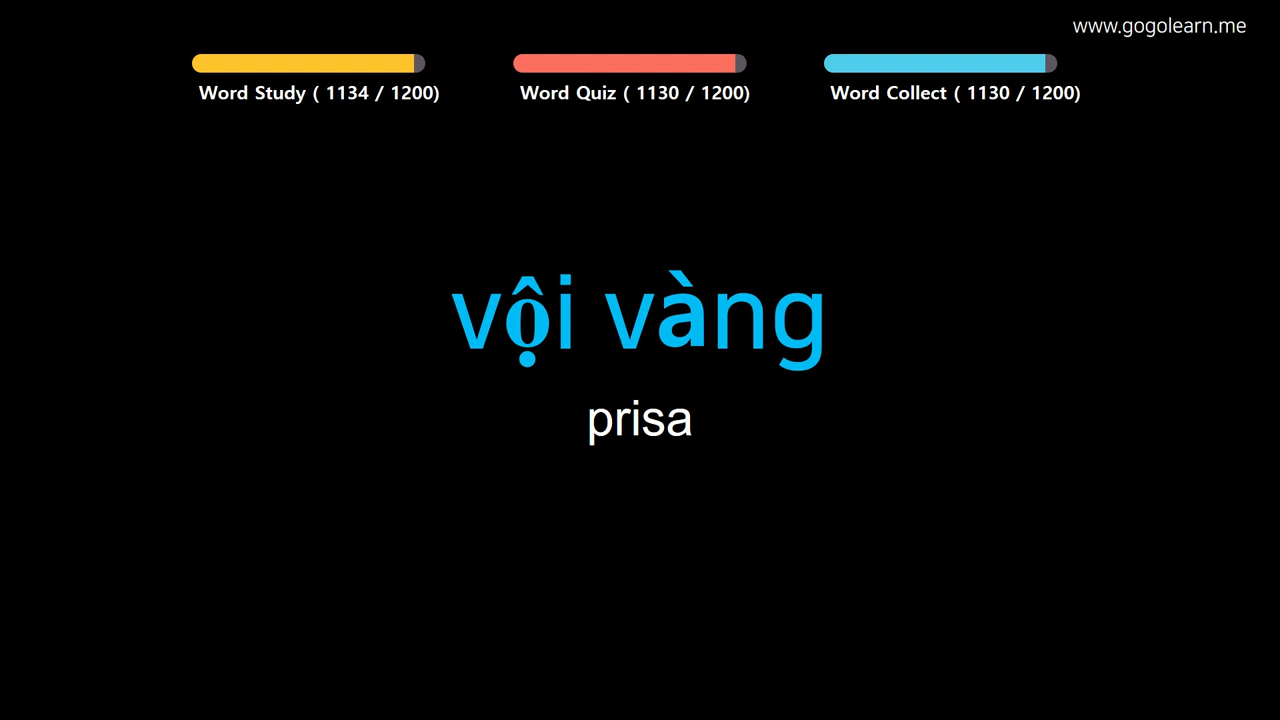 www.gogolearn.me
Word Study ( 1134 / 1200)
Word Quiz ( 1130 / 1200)
Word Collect ( 1130 / 1200)
vội vàng
prisa